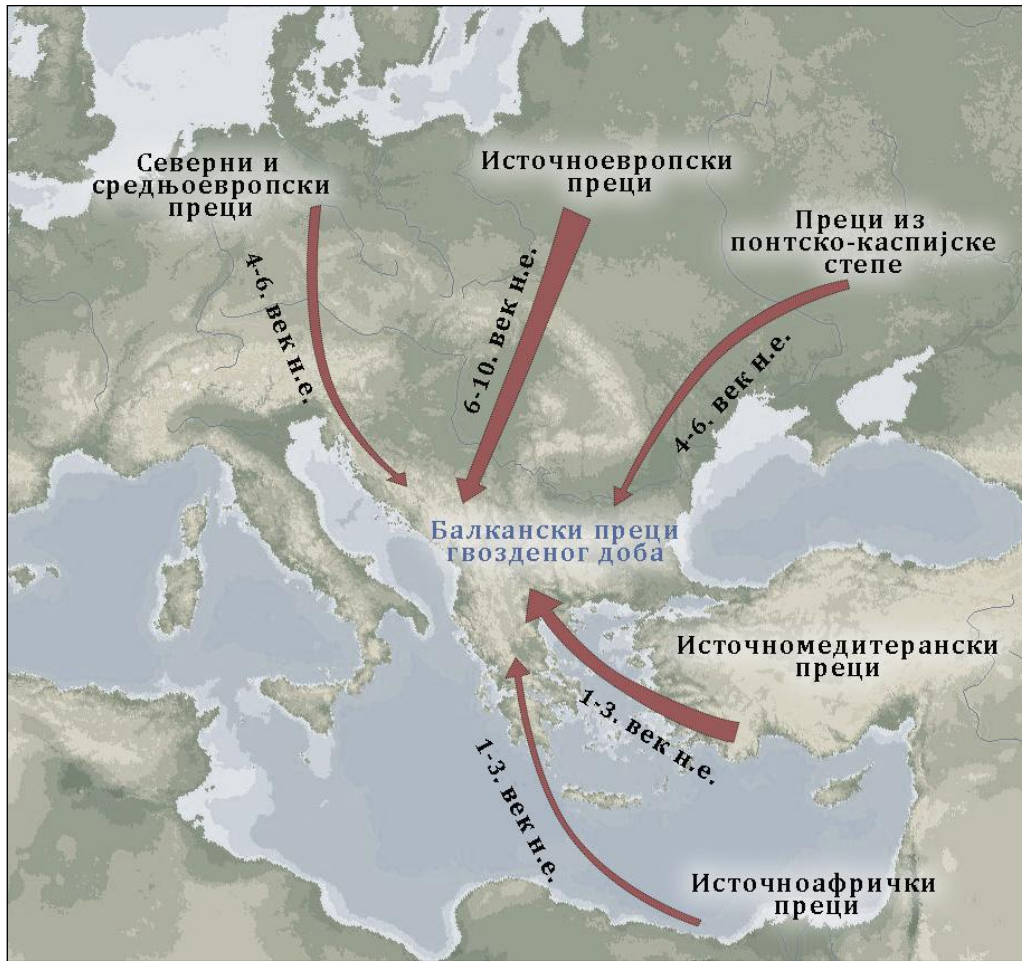 Северни и
средњоевропски
преци
Источноевропски
преци
Преци из
понтско-каспијске
степе
4-6. век н.е.
6-10. век н.е.
4-6. век н.е.
Балкански преци
гвозденог доба
Источномедитерански
преци
1-3. век н.е.
1-3. век н.е.
Источноафрички
преци